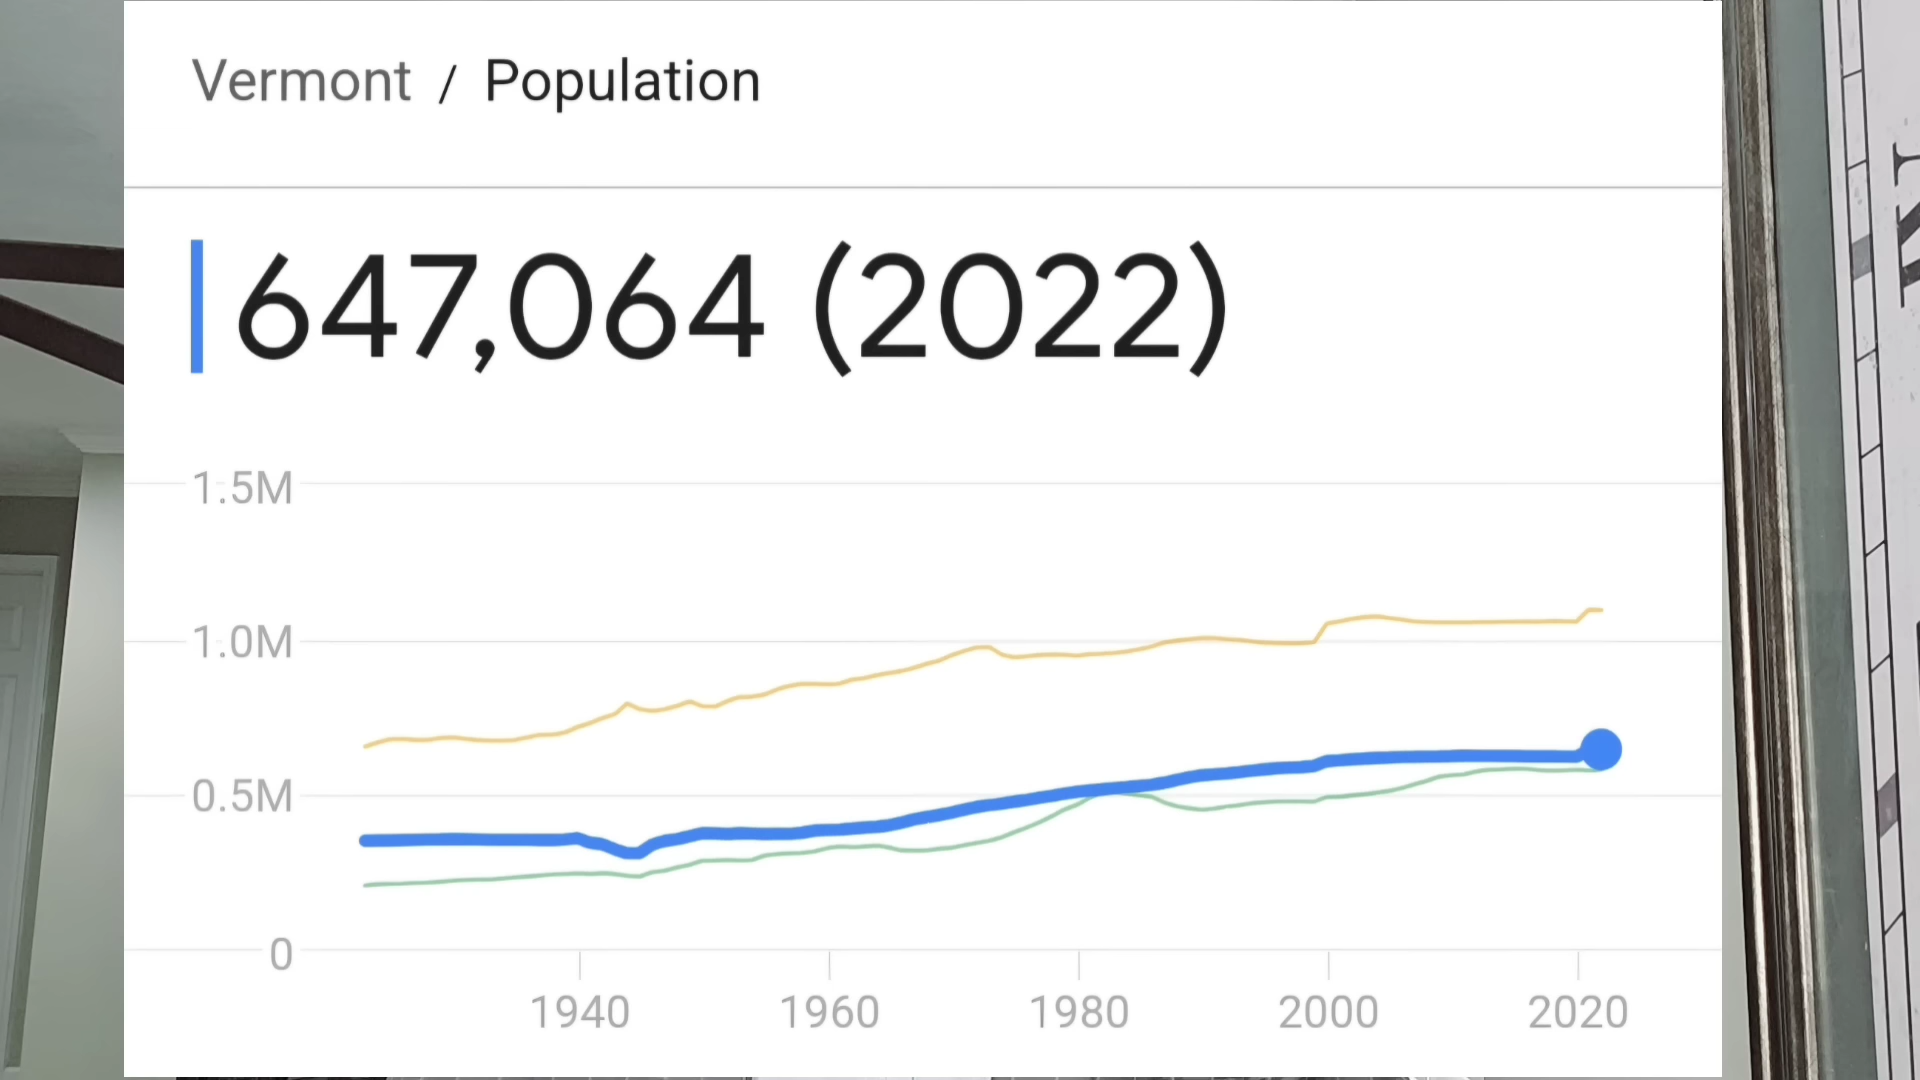 Vermont / Population
647,064 (2022)
1.5M
1.0M
0.5M
0
1940 1960 1980 2000 2020